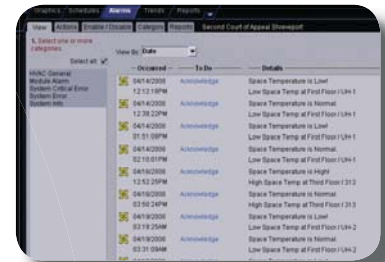 Graphics Schedules Alarms Trends Reports
View Actions Enable / Disable Category Reports Second Court of Appeal Shreveport
1. Select one or more
categories.
Select all:
HVAC General
Module Alarm
System Critical Error
System Error
System Info
View By: Date
Occurred To Do Details
04/14/2008 Acknowledge Space Temperature is Low!
12:12:18PM Low Space Temp at First Floor / UH-1
04/14/2008 Acknowledge Space Temperature is Normal.
12:38:22PM Low Space Temp at First Floor / UH-1
04/14/2008 Acknowledge Space Temperature is Low!
01:51:08PM Low Space Temp at First Floor / UH-1
04/14/2008 Acknowledge Space Temperature is Normal.
02:10:01PM Low Space Temp at First Floor / UH-1
04/16/2008 Acknowledge Space Temperature is High!
12:52:25PM High Space Temp at Third Floor / 313
04/16/2008 Acknowledge Space Temperature is Normal.
03:50:24PM High Space Temp at Third Floor / 313
04/19/2008 Acknowledge Space Temperature is Low!
03:19:25AM Low Space Temp at First Floor / UH-2
04/19/2008 Acknowledge Space Temperature is Normal.
03:31:09AM Low Space Temp at First Floor / UH-2